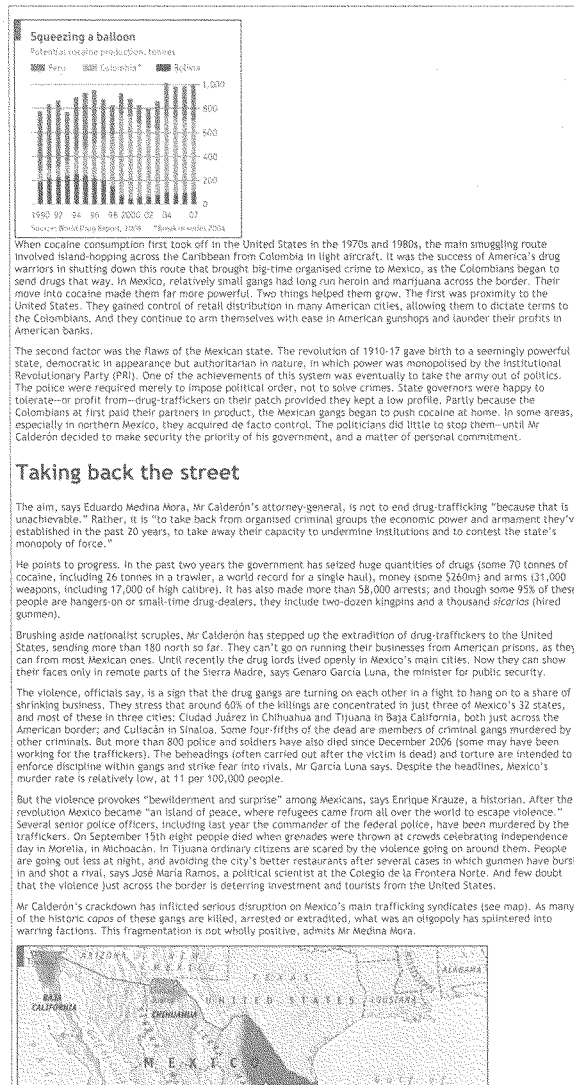 Squeezing a balloon
Potential cocaine production, tonnes
Peru Colombia* Bolivia
1,000
800
600
400
200
0
1990 92 94 96 98 2000 02 04 07
Source: World Drug Report, 2008 *Break in series 2004
When cocaine consumption first took off in the United States in the 1970s and 1980s, the main smuggling route
involved island-hopping across the Caribbean from Colombia in light aircraft. It was the success of America's drug
warriors in shutting down this route that brought big-time organised crime to Mexico, as the Colombians began to
send drugs that way. In Mexico, relatively small gangs had long run heroin and marijuana across the border. Their
move into cocaine made them far more powerful. Two things helped them grow. The first was proximity to the
United States. They gained control of retail distribution in many American cities, allowing them to dictate terms to
the Colombians. And they continue to arm themselves with ease in American gunshops and launder their profits in
American banks.
The second factor was the flaws of the Mexican state. The revolution of 1910-17 gave birth to a seemingly powerful
state, democratic in appearance but authoritarian in nature, in which power was monopolised by the Institutional
Revolutionary Party (PRI). One of the achievements of this system was eventually to take the army out of politics.
The police were required merely to impose political order, not to solve crimes. State governors were happy to
tolerate—or profit from—drug-traffickers on their patch provided they kept a low profile. Partly because the
Colombians at first paid their partners in product, the Mexican gangs began to push cocaine at home. In some areas,
especially in northern Mexico, they acquired de facto control. The politicians did little to stop them—until Mr
Calderón decided to make security the priority of his government, and a matter of personal commitment.
Taking back the street
The aim, says Eduardo Medina Mora, Mr Calderón's attorney-general, is not to end drug-trafficking "because that is
unachievable." Rather, it is "to take back from organised criminal groups the economic power and armament they'v
established in the past 20 years, to take away their capacity to undermine institutions and to contest the state's
monopoly of force."
He points to progress. In the past two years the government has seized huge quantities of drugs (some 70 tonnes of
cocaine, including 26 tonnes in a trawler, a world record for a single haul), money (some $260m) and arms (31,000
weapons, including 17,000 of high calibre). It has also made more than 58,000 arrests; and though some 95% of these
people are hangers-on or small-time drug-dealers, they include two-dozen kingpins and a thousand sicarios (hired
gunmen).
Brushing aside nationalist scruples, Mr Calderón has stepped up the extradition of drug-traffickers to the United
States, sending more than 180 north so far. They can't go on running their businesses from American prisons, as they
can from most Mexican ones. Until recently the drug lords lived openly in Mexico's main cities. Now they can show
their faces only in remote parts of the Sierra Madre, says Genaro García Luna, the minister for public security.
The violence, officials say, is a sign that the drug gangs are turning on each other in a fight to hang on to a share of
shrinking business. They stress that around 60% of the killings are concentrated in just three of Mexico's 32 states,
and most of these in three cities: Ciudad Juárez in Chihuahua and Tijuana in Baja California, both just across the
American border; and Culiacán in Sinaloa. Some four-fifths of the dead are members of criminal gangs murdered by
other criminals. But more than 800 police and soldiers have also died since December 2006 (some may have been
working for the traffickers). The beheadings (often carried out after the victim is dead) and torture are intended to
enforce discipline within gangs and strike fear into rivals, Mr García Luna says. Despite the headlines, Mexico's
murder rate is relatively low, at 11 per 100,000 people.
But the violence provokes "bewilderment and surprise" among Mexicans, says Enrique Krauze, a historian. After the
revolution Mexico became "an island of peace, where refugees came from all over the world to escape violence."
Several senior police officers, including last year the commander of the federal police, have been murdered by the
traffickers. On September 15th eight people died when grenades were thrown at crowds celebrating independence
day in Morelia, in Michoacán. In Tijuana ordinary citizens are scared by the violence going on around them. People
are going out less at night, and avoiding the city's better restaurants after several cases in which gunmen have burst
in and shot a rival, says José María Ramos, a political scientist at the Colegio de la Frontera Norte. And few doubt
that the violence just across the border is deterring investment and tourists from the United States.
Mr Calderón's crackdown has inflicted serious disruption on Mexico's main trafficking syndicates (see map). As many
of the historic capos of these gangs are killed, arrested or extradited, what was an oligopoly has splintered into
warring factions. This fragmentation is not wholly positive, admits Mr Medina Mora.
ARIZONA NEW
MEXICO
TEXAS
ALABAMA
BAJA
CALIFORNIA
UNITED STATES
LOUISIANA
CHIHUAHUA
MEXICO